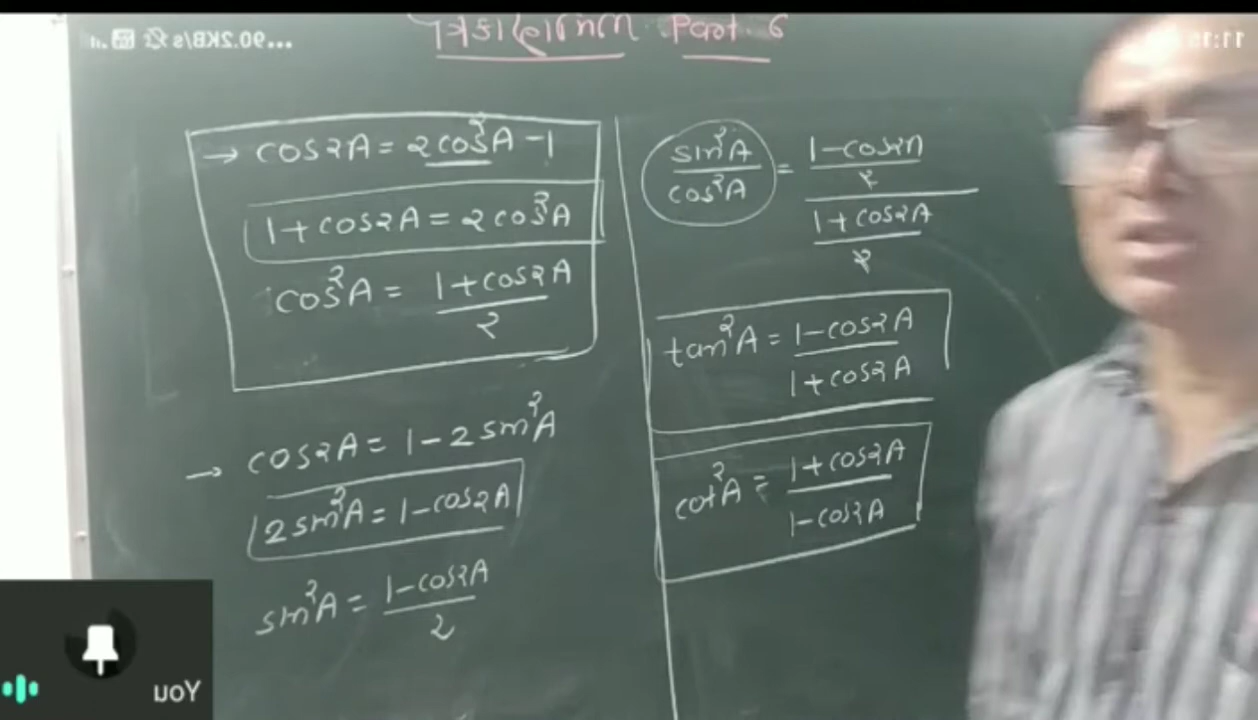 Part 6
→ cos2A = 2cos²A - 1
1 + cos2A = 2cos²A
cos²A = (1 + cos2A)/2
→ cos2A = 1 - 2sin²A
2sin²A = 1 - cos2A
sin²A = (1 - cos2A)/2
sin²A/cos²A = ((1 - cos2A)/2)/((1 + cos2A)/2)
tan²A = (1 - cos2A)/(1 + cos2A)
cot²A = (1 + cos2A)/(1 - cos2A)
...90.2KB/s
You